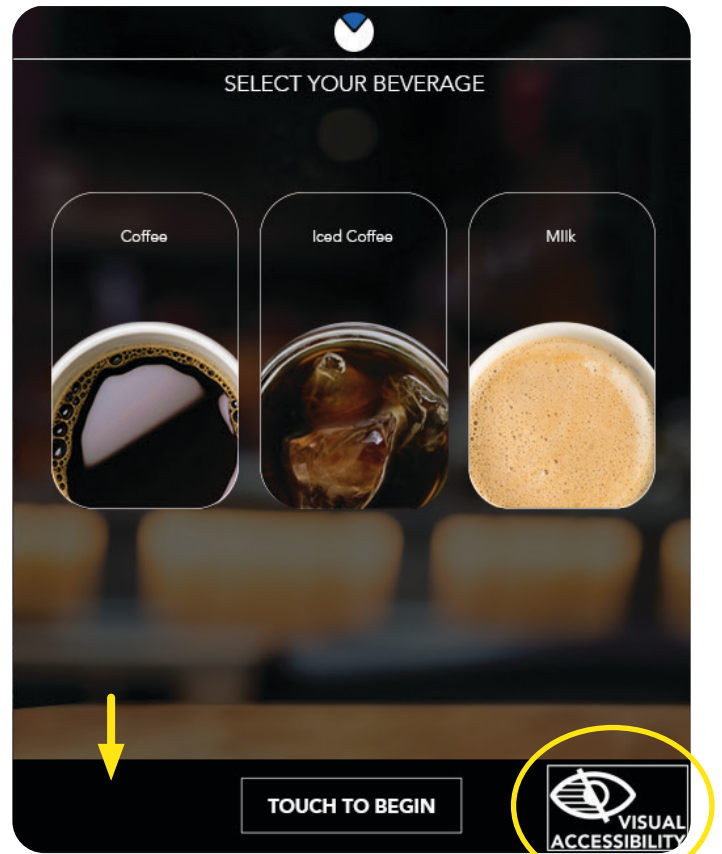 SELECT YOUR BEVERAGE
Coffee
Iced Coffee
MIlk
TOUCH TO BEGIN
VISUAL
ACCESSIBILITY